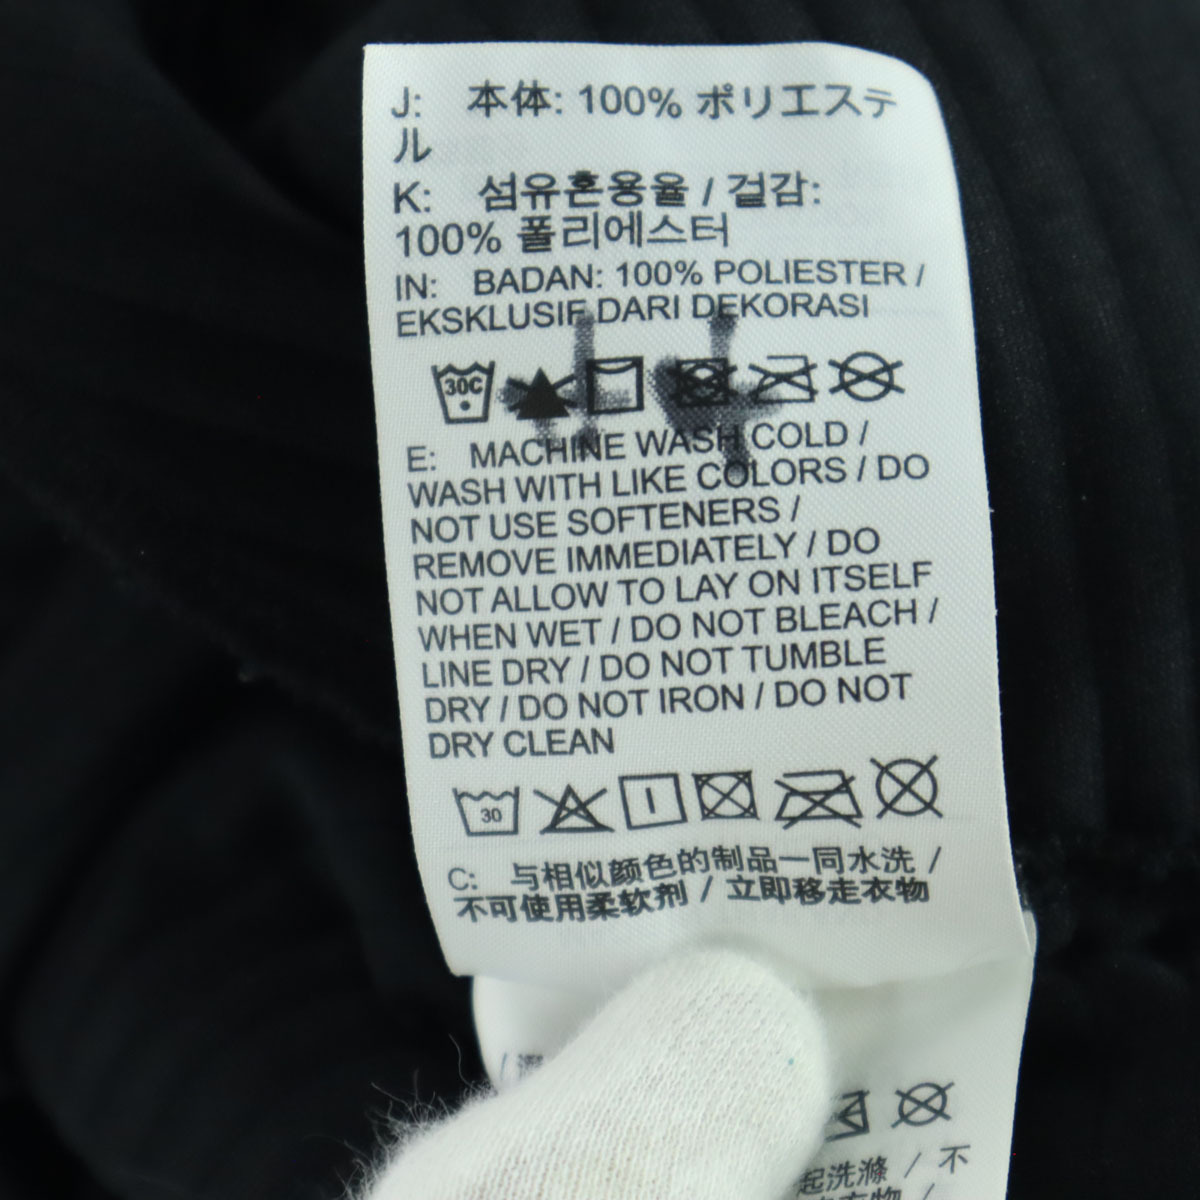 J: 本体: 100% ポリエステ
ル
K: 섬유혼용율 / 겉감:
100% 폴리에스터
IN: BADAN: 100% POLIESTER /
EKSKLUSIF DARI DEKORASI
30C
E: MACHINE WASH COLD /
WASH WITH LIKE COLORS / DO
NOT USE SOFTENERS /
REMOVE IMMEDIATELY / DO
NOT ALLOW TO LAY ON ITSELF
WHEN WET / DO NOT BLEACH /
LINE DRY / DO NOT TUMBLE
DRY / DO NOT IRON / DO NOT
DRY CLEAN
30
C: 与相似颜色的制品一同水洗 /
不可使用柔软剂 / 立即移走衣物
起洗滌 / 不